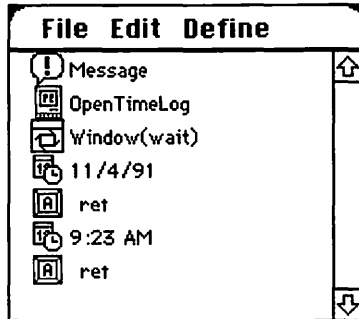 File Edit Define
Message
OpenTimeLog
Window(wait)
11/4/91
A ret
9:23 AM
A ret